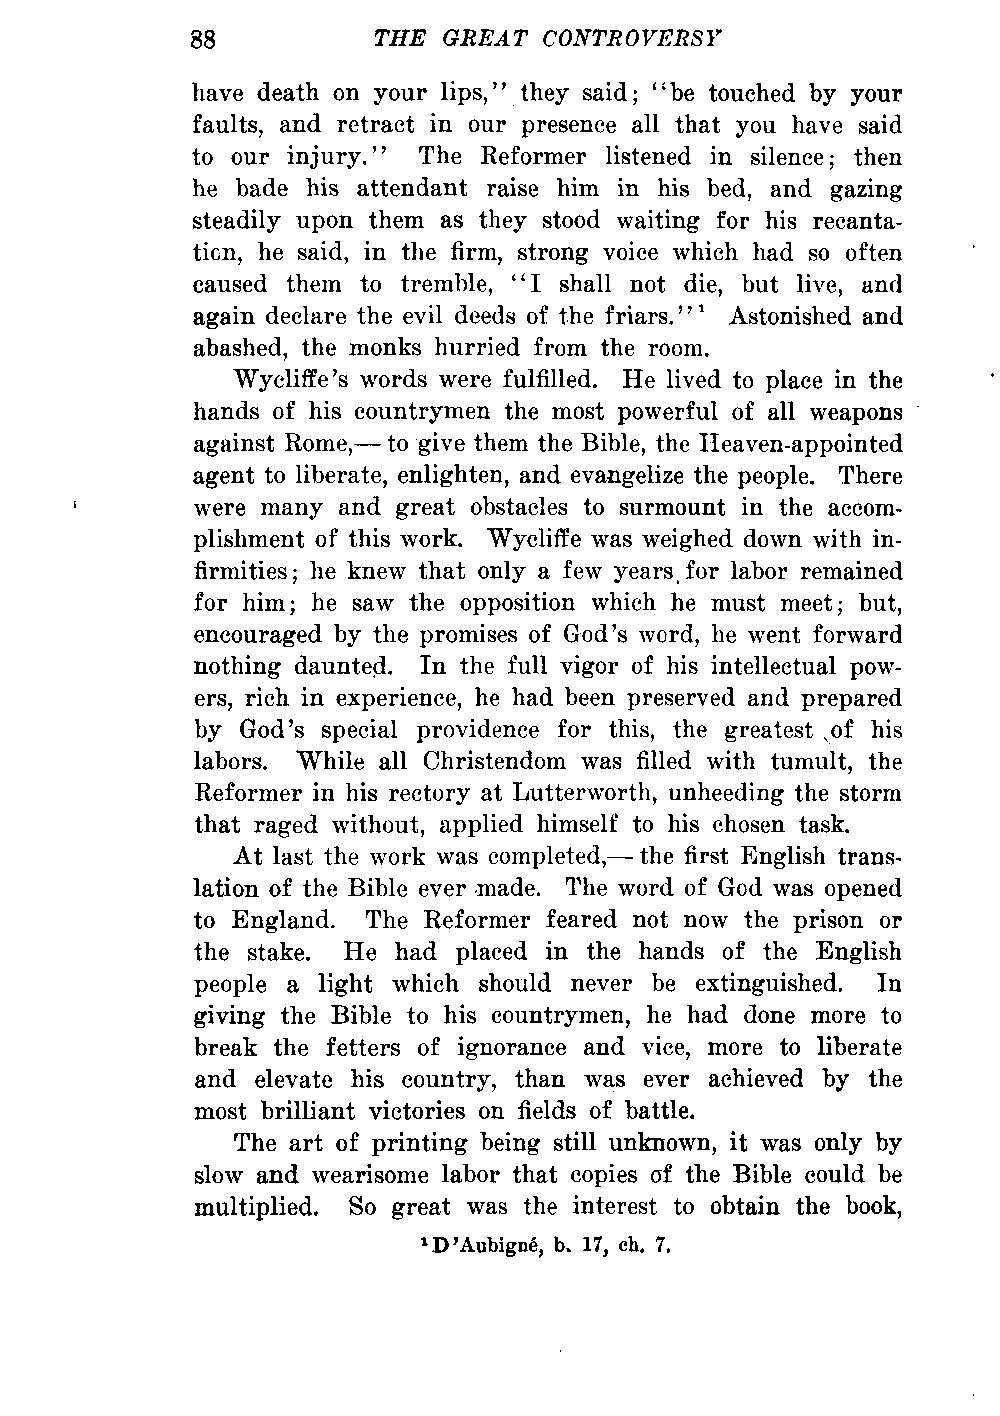 88 THE GREAT CONTROVERSY
have death on your lips,'' they said; ''be touched by your
faults, and retract in our presence all that you have said
to our injury.'' The Reformer listened in silence; then
he bade his attendant raise him in his bed, and gazing
steadily upon them as they stood waiting for his recanta-
tion, he said, in the firm, strong voice which had so often
caused them to tremble, ''I shall not die, but live, and
again declare the evil deeds of the friars.''¹ Astonished and
abashed, the monks hurried from the room.
Wycliffe's words were fulfilled. He lived to place in the
hands of his countrymen the most powerful of all weapons
against Rome,— to give them the Bible, the Heaven-appointed
agent to liberate, enlighten, and evangelize the people. There
were many and great obstacles to surmount in the accom-
plishment of this work. Wycliffe was weighed down with in-
firmities; he knew that only a few years for labor remained
for him; he saw the opposition which he must meet; but,
encouraged by the promises of God's word, he went forward
nothing daunted. In the full vigor of his intellectual pow-
ers, rich in experience, he had been preserved and prepared
by God's special providence for this, the greatest of his
labors. While all Christendom was filled with tumult, the
Reformer in his rectory at Lutterworth, unheeding the storm
that raged without, applied himself to his chosen task.
At last the work was completed,— the first English trans-
lation of the Bible ever made. The word of God was opened
to England. The Reformer feared not now the prison or
the stake. He had placed in the hands of the English
people a light which should never be extinguished. In
giving the Bible to his countrymen, he had done more to
break the fetters of ignorance and vice, more to liberate
and elevate his country, than was ever achieved by the
most brilliant victories on fields of battle.
The art of printing being still unknown, it was only by
slow and wearisome labor that copies of the Bible could be
multiplied. So great was the interest to obtain the book,
¹D'Aubigné, b. 17, ch. 7.